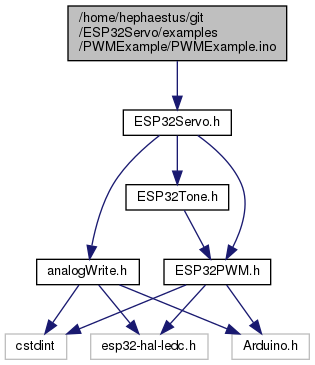 /home/hephaestus/git
/ESP32Servo/examples
/PWMExample/PWMExample.ino
ESP32Servo.h
ESP32Tone.h
analogWrite.h
ESP32PWM.h
cstdint
esp32-hal-ledc.h
Arduino.h